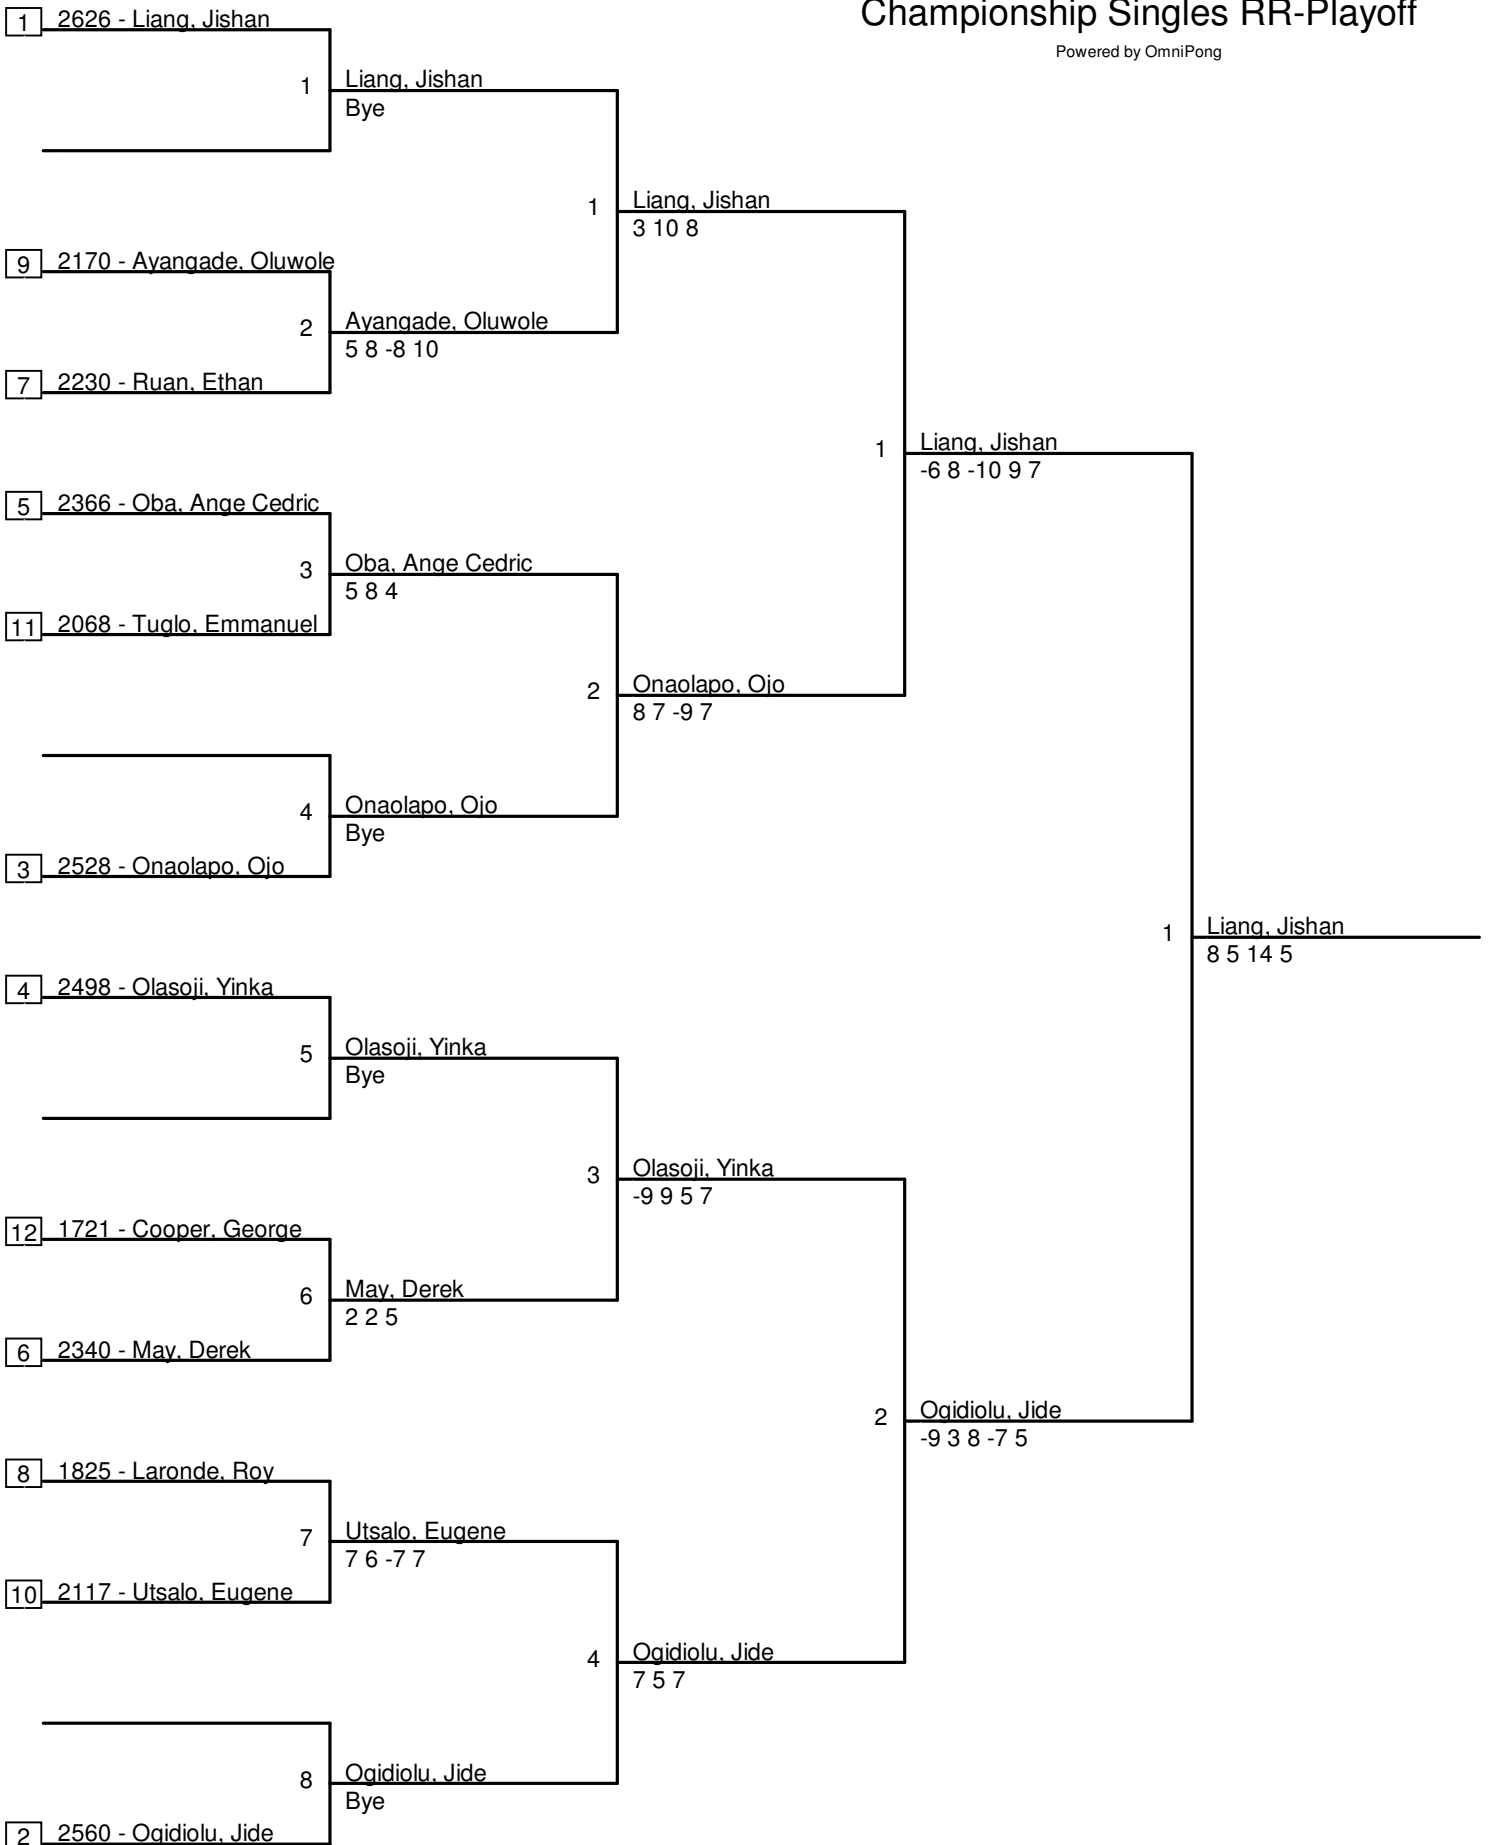 Championship Singles RR-Playoff
Powered by OmniPong
1 2626 - Liang, Jishan
1 Liang, Jishan
Bye
1 Liang, Jishan
3 10 8
9 2170 - Ayangade, Oluwole
2 Ayangade, Oluwole
5 8 -8 10
7 2230 - Ruan, Ethan
1 Liang, Jishan
-6 8 -10 9 7
5 2366 - Oba, Ange Cedric
3 Oba, Ange Cedric
5 8 4
11 2068 - Tuglo, Emmanuel
2 Onaolapo, Ojo
8 7 -9 7
4 Onaolapo, Ojo
Bye
3 2528 - Onaolapo, Ojo
1 Liang, Jishan
8 5 14 5
4 2498 - Olasoji, Yinka
5 Olasoji, Yinka
Bye
3 Olasoji, Yinka
-9 9 5 7
12 1721 - Cooper, George
6 May, Derek
2 2 5
6 2340 - May, Derek
2 Ogidiolu, Jide
-9 3 8 -7 5
8 1825 - Laronde, Roy
7 Utsalo, Eugene
7 6 -7 7
10 2117 - Utsalo, Eugene
4 Ogidiolu, Jide
7 5 7
8 Ogidiolu, Jide
Bye
2 2560 - Ogidiolu, Jide